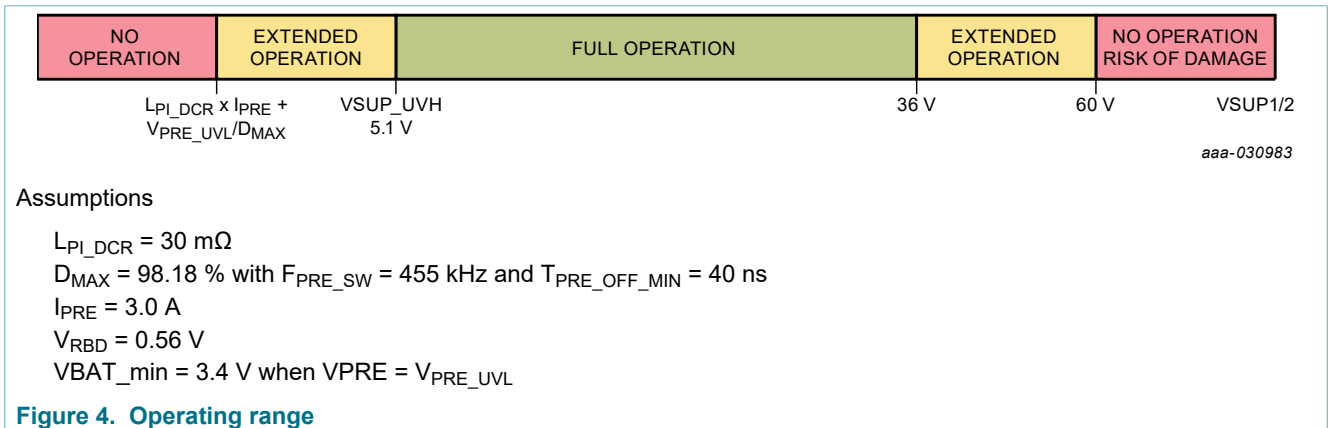 NO OPERATION
EXTENDED OPERATION
FULL OPERATION
EXTENDED OPERATION
NO OPERATION RISK OF DAMAGE
LPI_DCR x IPRE +
VPRE_UVL/DMAX
VSUP_UVH
5.1 V
36 V
60 V
VSUP1/2
aaa-030983
Assumptions
LPI_DCR = 30 mΩ
DMAX = 98.18 % with FPRE_SW = 455 kHz and TPRE_OFF_MIN = 40 ns
IPRE = 3.0 A
VRBD = 0.56 V
VBAT_min = 3.4 V when VPRE = VPRE_UVL
Figure 4. Operating range